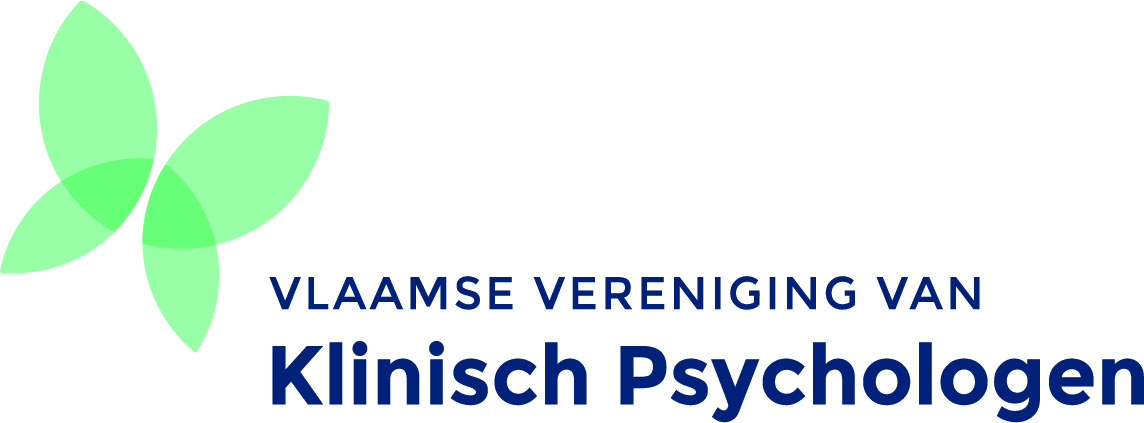 VLAAMSE VERENIGING VAN
Klinisch Psychologen